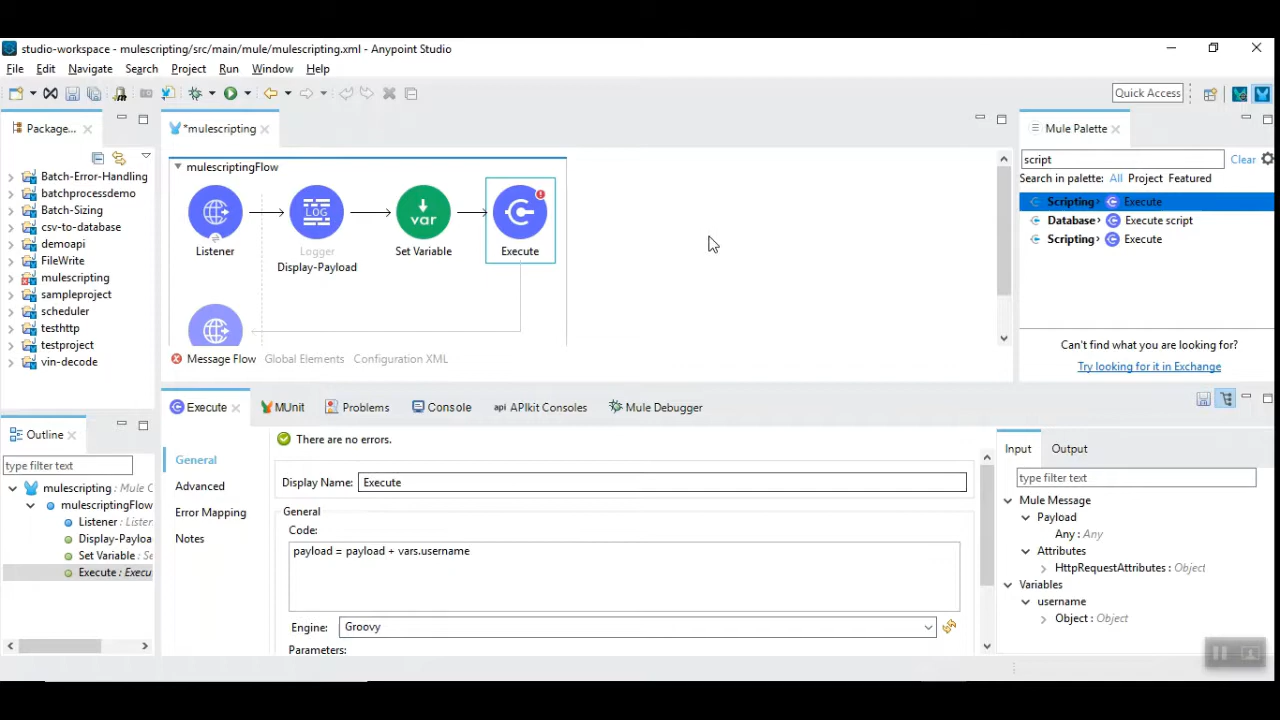 studio-workspace - mulescripting/src/main/mule/mulescripting.xml - Anypoint Studio
File Edit Navigate Search Project Run Window Help
Quick Access
Package...
Batch-Error-Handling
batchprocessdemo
Batch-Sizing
csv-to-database
demoapi
FileWrite
mulescripting
sampleproject
scheduler
testhttp
testproject
vin-decode
*mulescripting
mulescriptingFlow
LOG
var
Listener
Logger
Display-Payload
Set Variable
Execute
Message Flow Global Elements Configuration XML
Mule Palette
script
Clear
Search in palette: All Project Featured
Scripting› Execute
Database› Execute script
Scripting› Execute
Can't find what you are looking for?
Try looking for it in Exchange
Outline
type filter text
mulescripting : Mule C
mulescriptingFlow
Listener : Listen
Display-Payloa
Set Variable : Se
Execute : Execu
Execute
MUnit
Problems
Console
api APIkit Consoles
Mule Debugger
General
Advanced
Error Mapping
Notes
There are no errors.
Display Name: Execute
General
Code:
payload = payload + vars.username
Engine: Groovy
Parameters:
Input Output
type filter text
Mule Message
Payload
Any : Any
Attributes
HttpRequestAttributes : Object
Variables
username
Object : Object